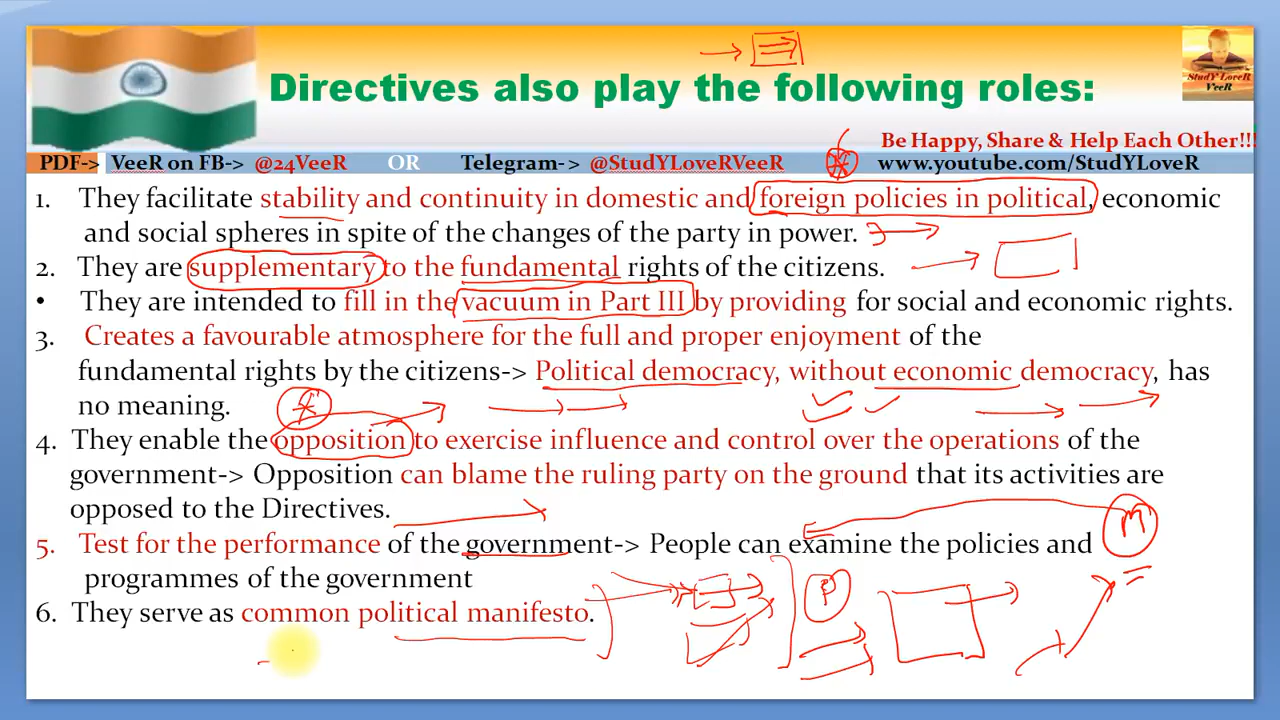 Directives also play the following roles:
StudY LoveR
VeeR
Be Happy, Share & Help Each Other!!!
PDF-> VeeR on FB-> @24VeeR OR Telegram-> @StudYLoveRVeeR www.youtube.com/StudYLoveR
1. They facilitate stability and continuity in domestic and foreign policies in political, economic
and social spheres in spite of the changes of the party in power.
2. They are supplementary to the fundamental rights of the citizens.
• They are intended to fill in the vacuum in Part III by providing for social and economic rights.
3. Creates a favourable atmosphere for the full and proper enjoyment of the
fundamental rights by the citizens-> Political democracy, without economic democracy, has
no meaning.
4. They enable the opposition to exercise influence and control over the operations of the
government-> Opposition can blame the ruling party on the ground that its activities are
opposed to the Directives.
5. Test for the performance of the government-> People can examine the policies and
programmes of the government
6. They serve as common political manifesto.
M
P